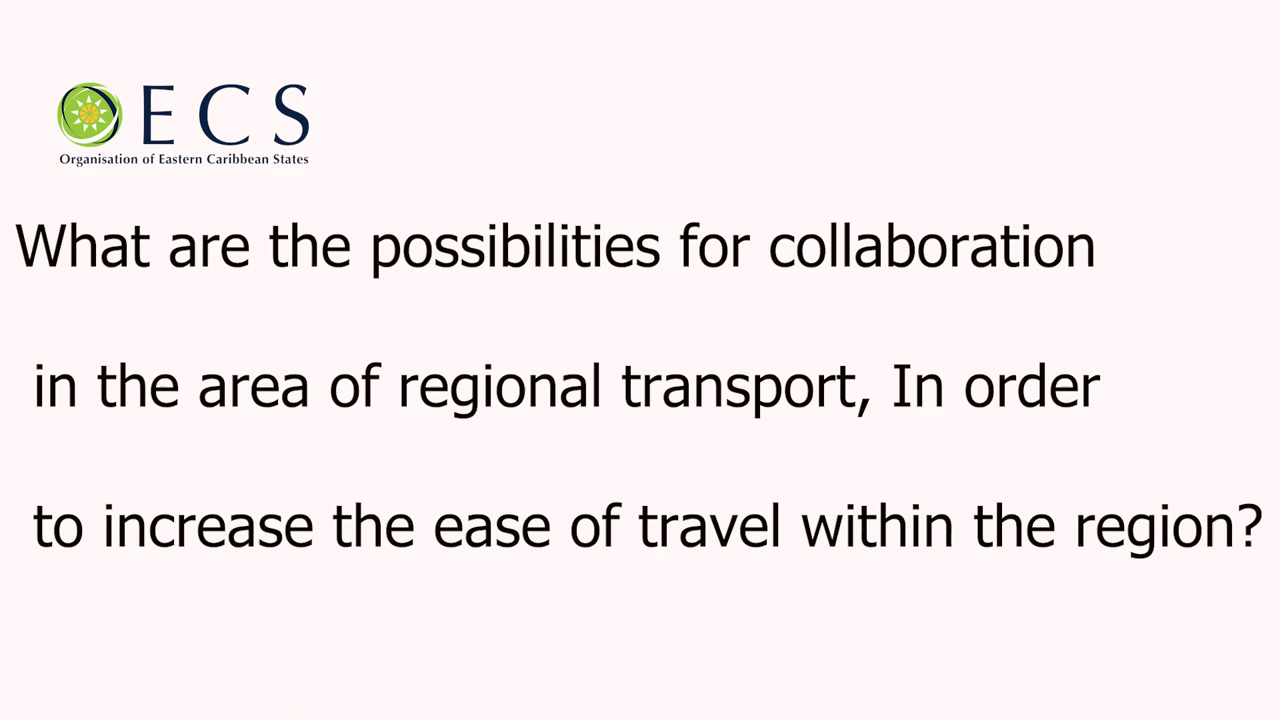 OECS
Organisation of Eastern Caribbean States
What are the possibilities for collaboration
in the area of regional transport, In order
to increase the ease of travel within the region?